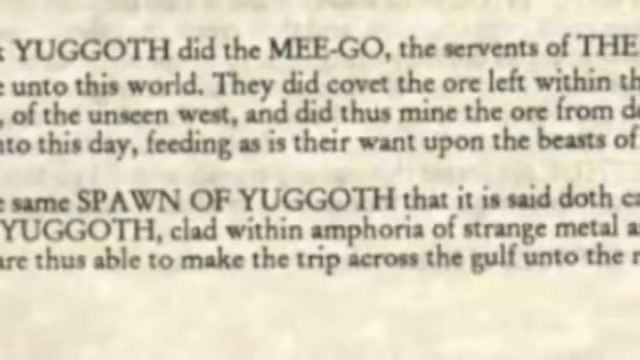 YUGGOTH did the MEE-GO, the servents of THE
unto this world. They did covet the ore left within
, of the unseen west, and did thus mine the ore from
this day, feeding as is their want upon the beasts of
same SPAWN OF YUGGOTH that it is said doth
YUGGOTH, clad within amphoria of strange metal
are thus able to make the trip across the gulf unto the